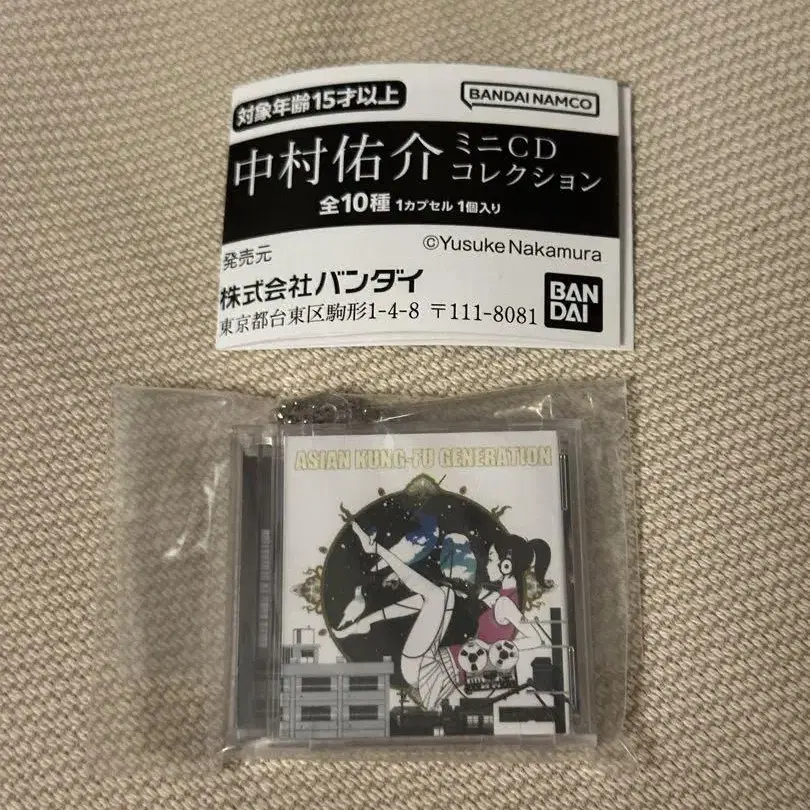 対象年齢15才以上
BANDAI NAMCO
中村佑介 ミニCD
コレクション
全10種 1カプセル 1個入り
©Yusuke Nakamura
発売元
株式会社バンダイ
BAN
DAI
東京都台東区駒形1-4-8 〒111-8081
ASIAN KUNG-FU GENERATION